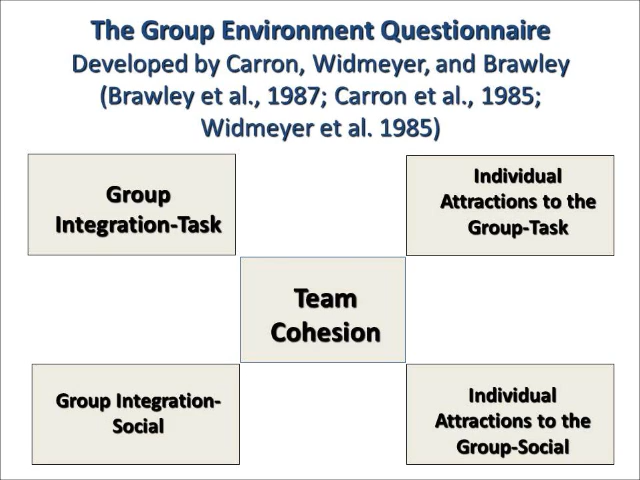 The Group Environment Questionnaire
Developed by Carron, Widmeyer, and Brawley
(Brawley et al., 1987; Carron et al., 1985;
Widmeyer et al. 1985)
Group
Integration-Task
Individual
Attractions to the
Group-Task
Team
Cohesion
Group Integration-
Social
Individual
Attractions to the
Group-Social